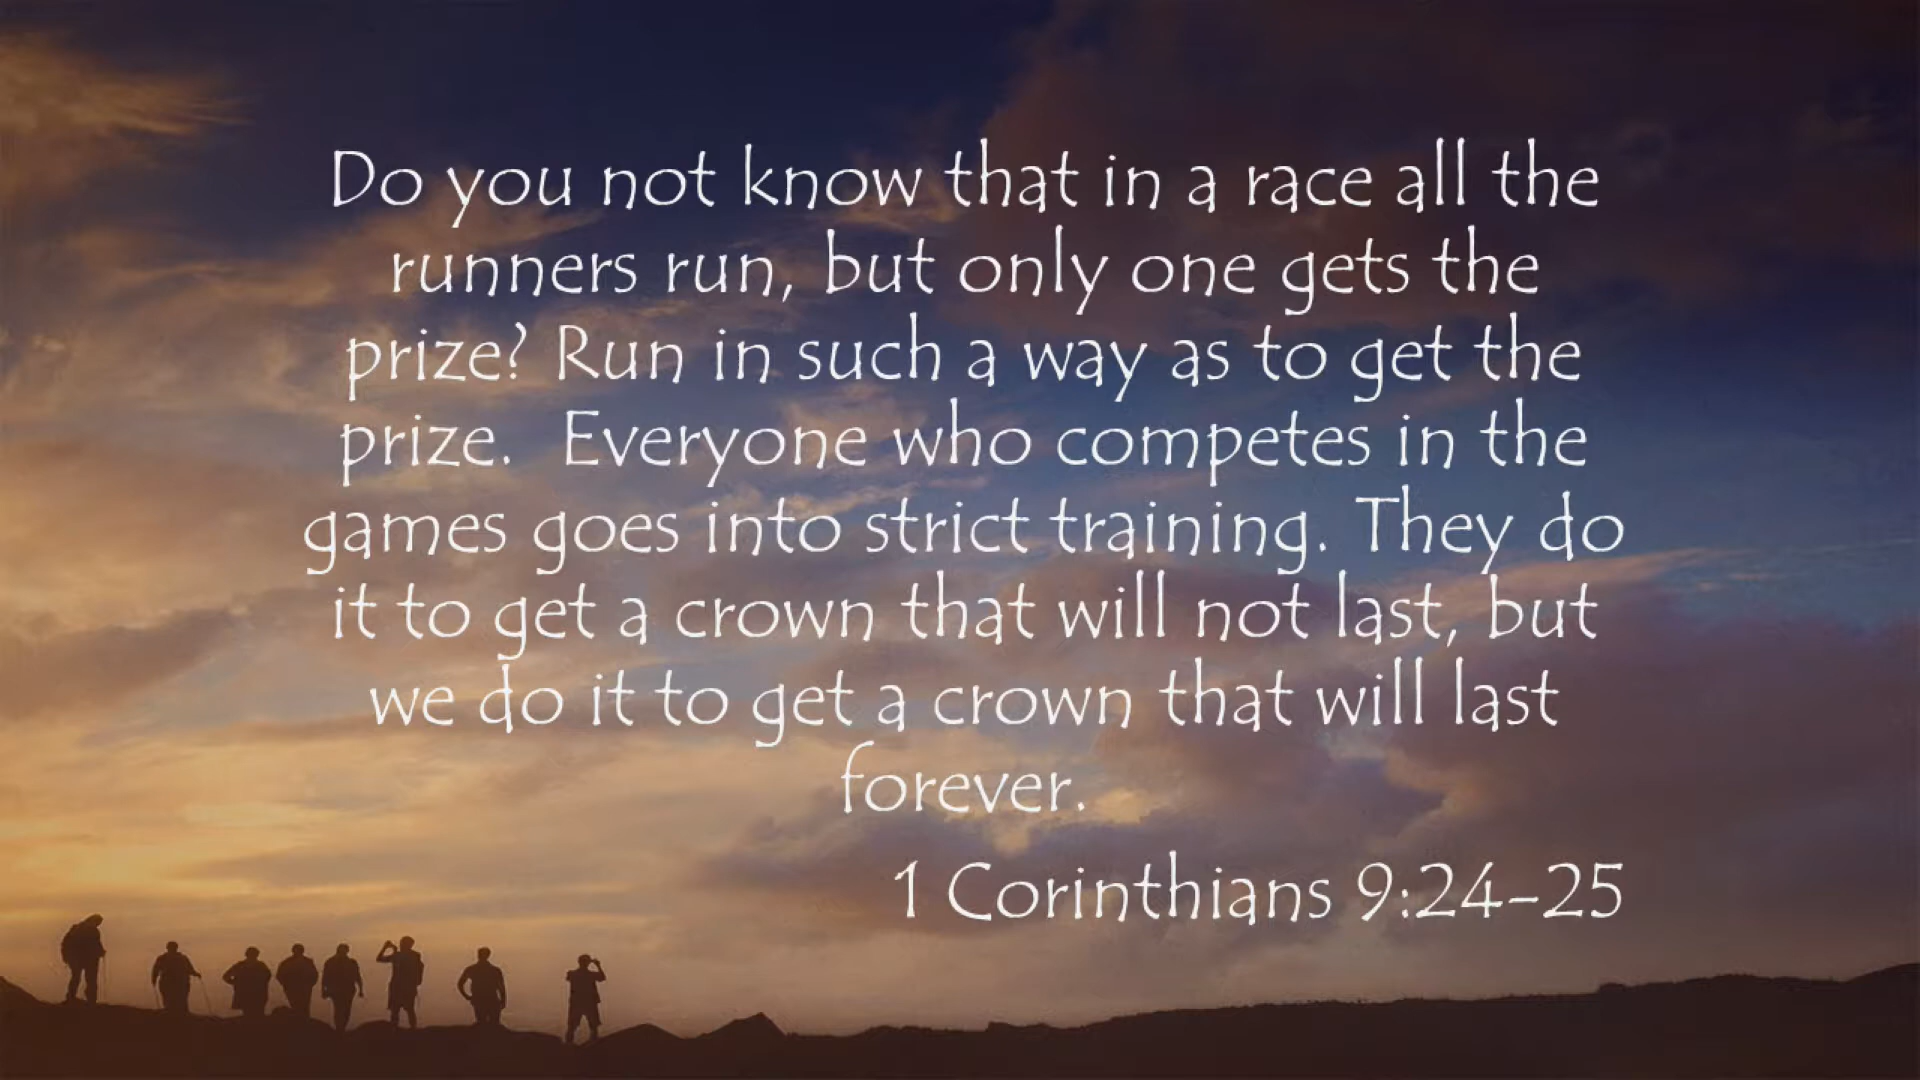 Do you not know that in a race all the
runners run, but only one gets the
prize? Run in such a way as to get the
prize.  Everyone who competes in the
games goes into strict training. They do
it to get a crown that will not last, but
we do it to get a crown that will last
forever.
1 Corinthians 9:24-25